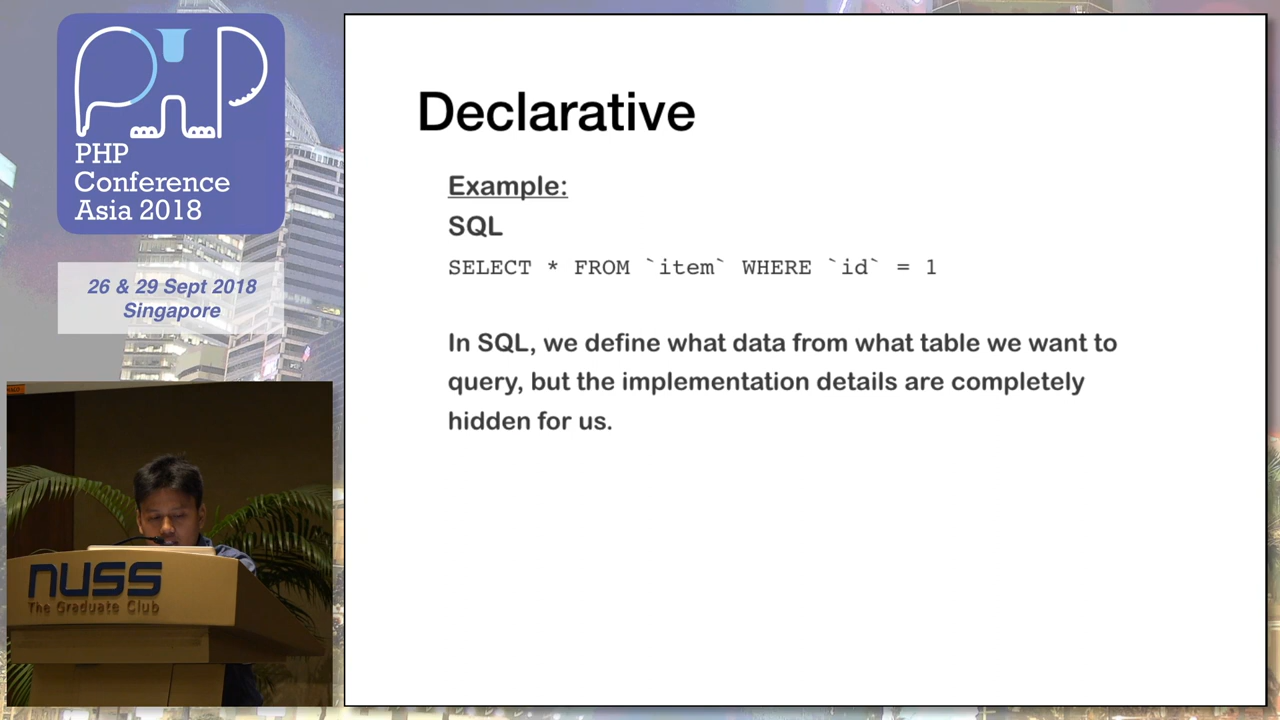 PHP
Conference
Asia 2018
26 & 29 Sept 2018
Singapore
nuss
The Graduate Club
Declarative
Example:
SQL
SELECT * FROM `item` WHERE `id` = 1
In SQL, we define what data from what table we want to
query, but the implementation details are completely
hidden for us.